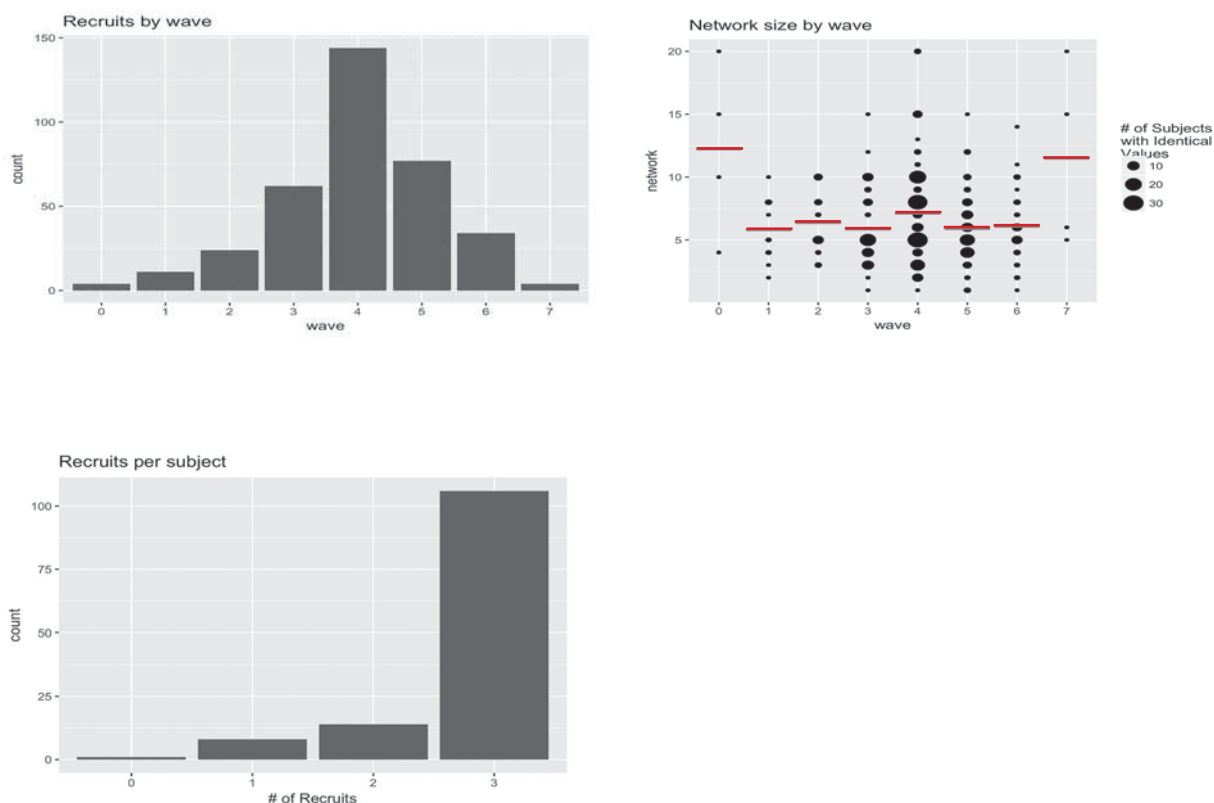 Recruits by wave
150
100
50
0
count
0 1 2 3 4 5 6 7
wave
Network size by wave
20
15
10
5
network
0 1 2 3 4 5 6 7
wave
# of Subjects
with Identical
Values
10
20
30
Recruits per subject
100
75
50
25
0
count
0 1 2 3
# of Recruits